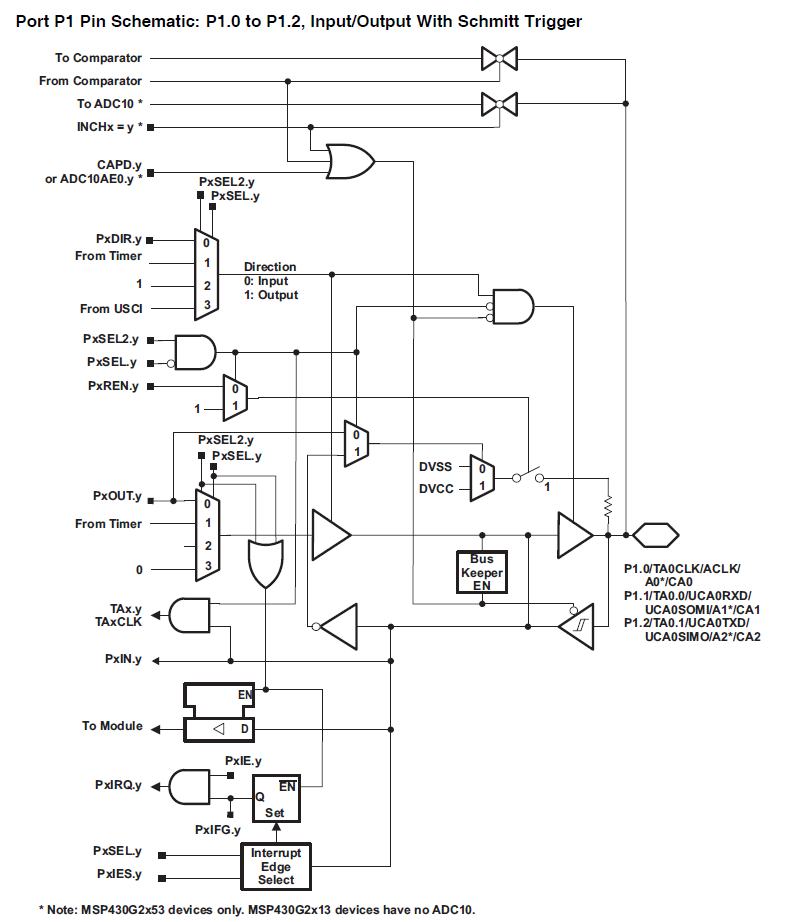 Port P1 Pin Schematic: P1.0 to P1.2, Input/Output With Schmitt Trigger
To Comparator
From Comparator
To ADC10 *
INCHx = y *
CAPD.y
or ADC10AE0.y *
PxSEL2.y
PxSEL.y
PxDIR.y
0
From Timer
1
1
2
From USCI
3
Direction
0: Input
1: Output
PxSEL2.y
PxSEL.y
PxREN.y
0
1
1
0
1
PxSEL2.y
PxSEL.y
DVSS
0
DVCC
1
1
PxOUT.y
0
From Timer
1
2
0
3
Bus
Keeper
EN
P1.0/TA0CLK/ACLK/
A0*/CA0
P1.1/TA0.0/UCA0RXD/
UCA0SOMI/A1*/CA1
P1.2/TA0.1/UCA0TXD/
UCA0SIMO/A2*/CA2
TAx.y
TAxCLK
PxIN.y
EN
To Module
D
PxIE.y
PxIRQ.y
EN
Q
Set
PxIFG.y
PxSEL.y
PxIES.y
Interrupt
Edge
Select
* Note: MSP430G2x53 devices only. MSP430G2x13 devices have no ADC10.